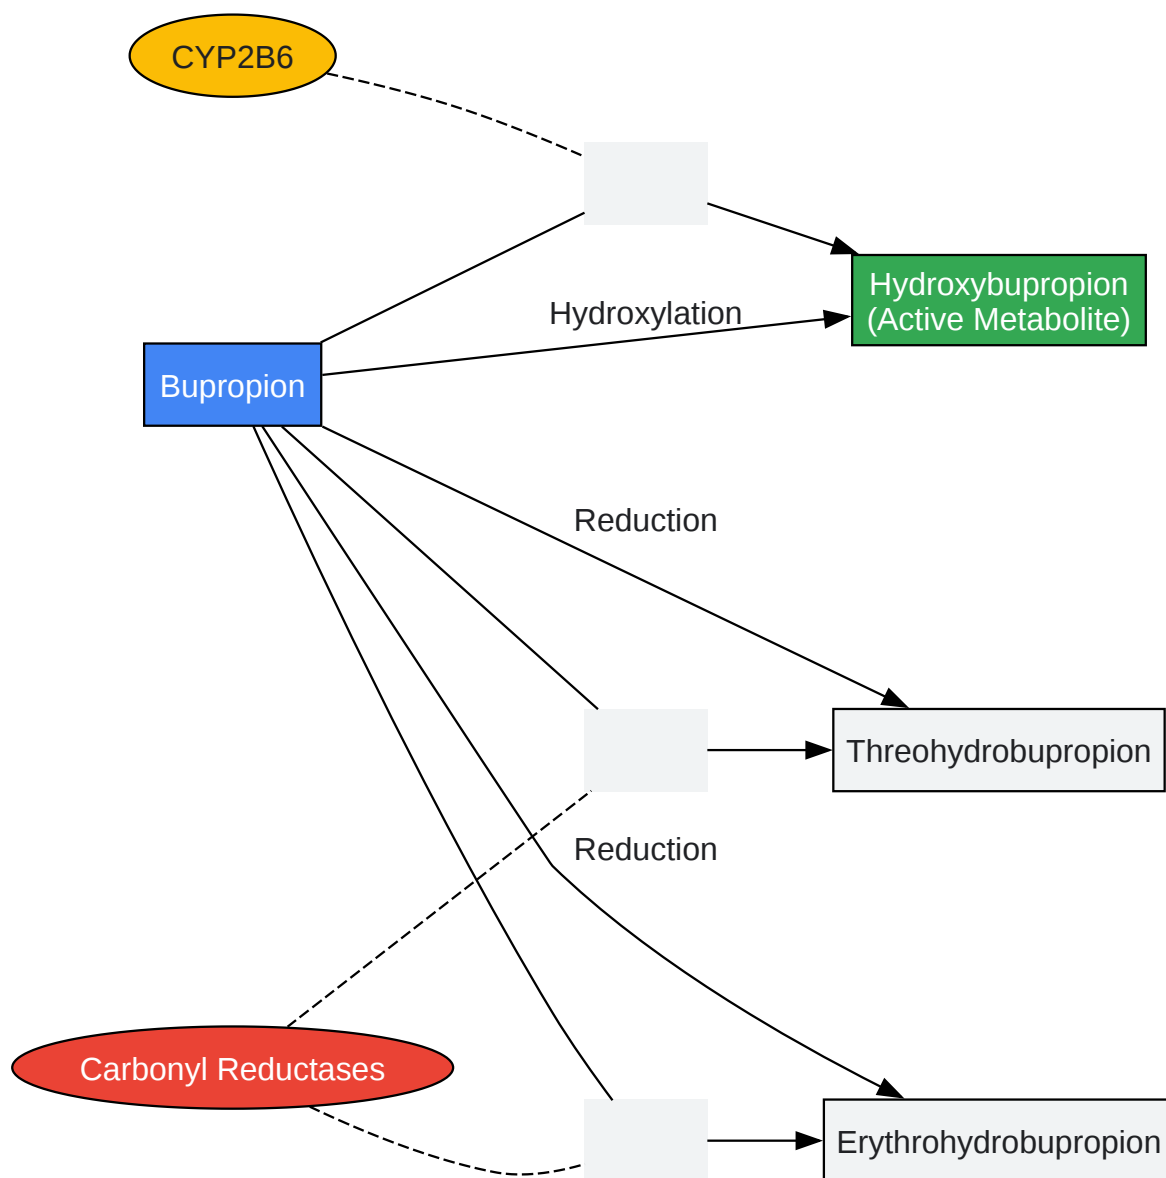 CYP2B6
Hydroxybupropion
(Active Metabolite)
Hydroxylation
Bupropion
Reduction
Threohydrobupropion
Reduction
Carbonyl Reductases
Erythrohydrobupropion